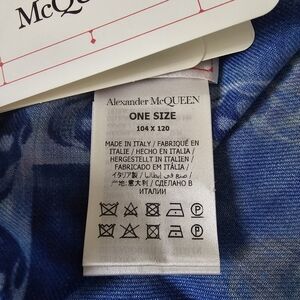 McQU
Alexander McQUEEN
ONE SIZE
104 X 120
MADE IN ITALY / FABRIQUÉ EN
ITALIE / HECHO EN ITALIA /
HERGESTELLT IN ITALIEN /
FABRICADO EM ITÁLIA /
イタリア製 / صنع في إيطاليا /
产地:意大利 / СДЕЛАНО В
ИТАЛИИ